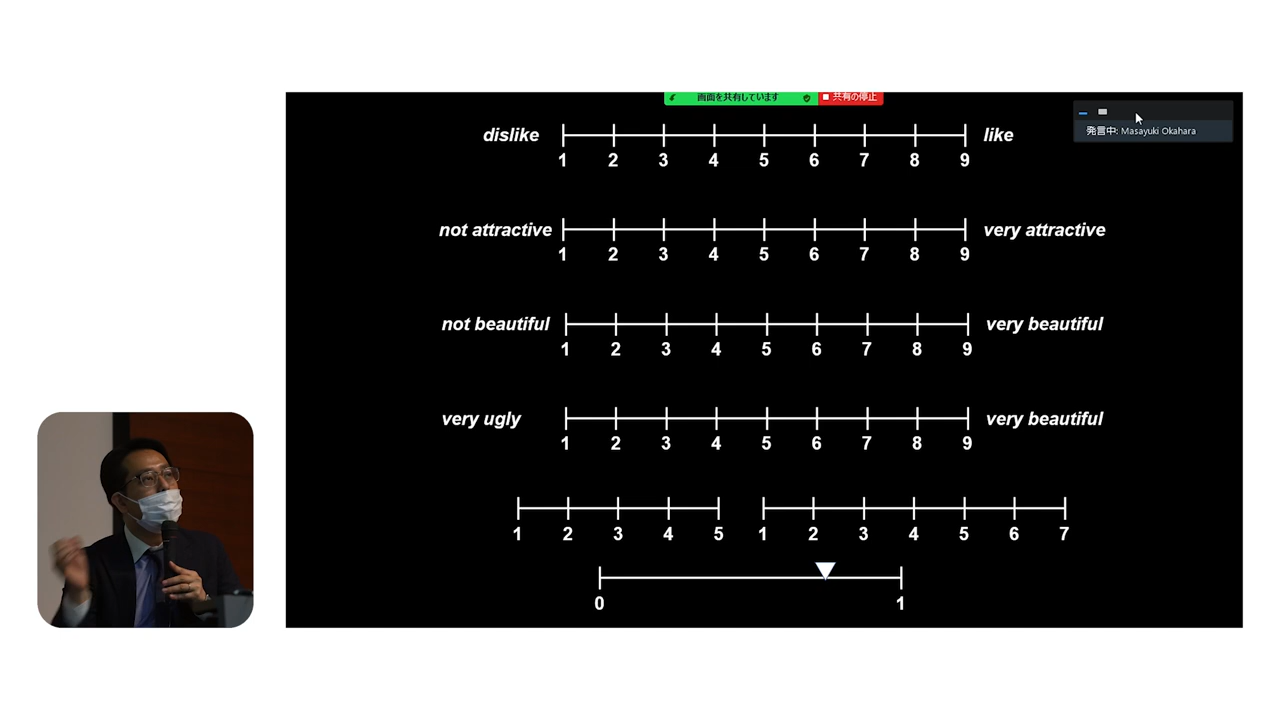 画面を共有しています 共有の停止
発言中: Masayuki Okahara
dislike like
1 2 3 4 5 6 7 8 9
not attractive very attractive
1 2 3 4 5 6 7 8 9
not beautiful very beautiful
1 2 3 4 5 6 7 8 9
very ugly very beautiful
1 2 3 4 5 6 7 8 9
1 2 3 4 5 1 2 3 4 5 6 7
0 1